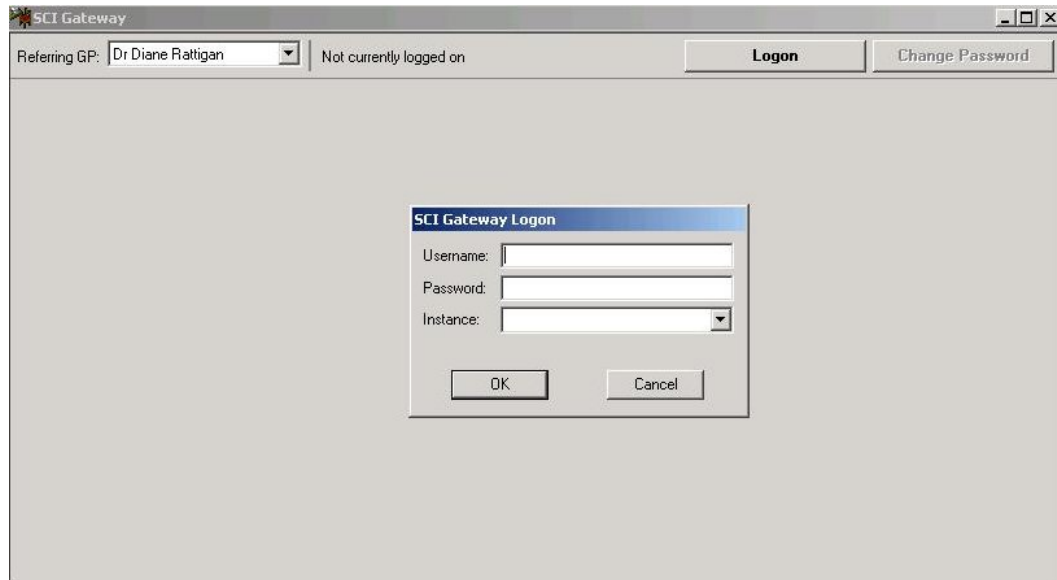 SCI Gateway
Referring GP: Dr Diane Rattigan Not currently logged on Logon Change Password
SCI Gateway Logon
Username:
Password:
Instance:
OK Cancel